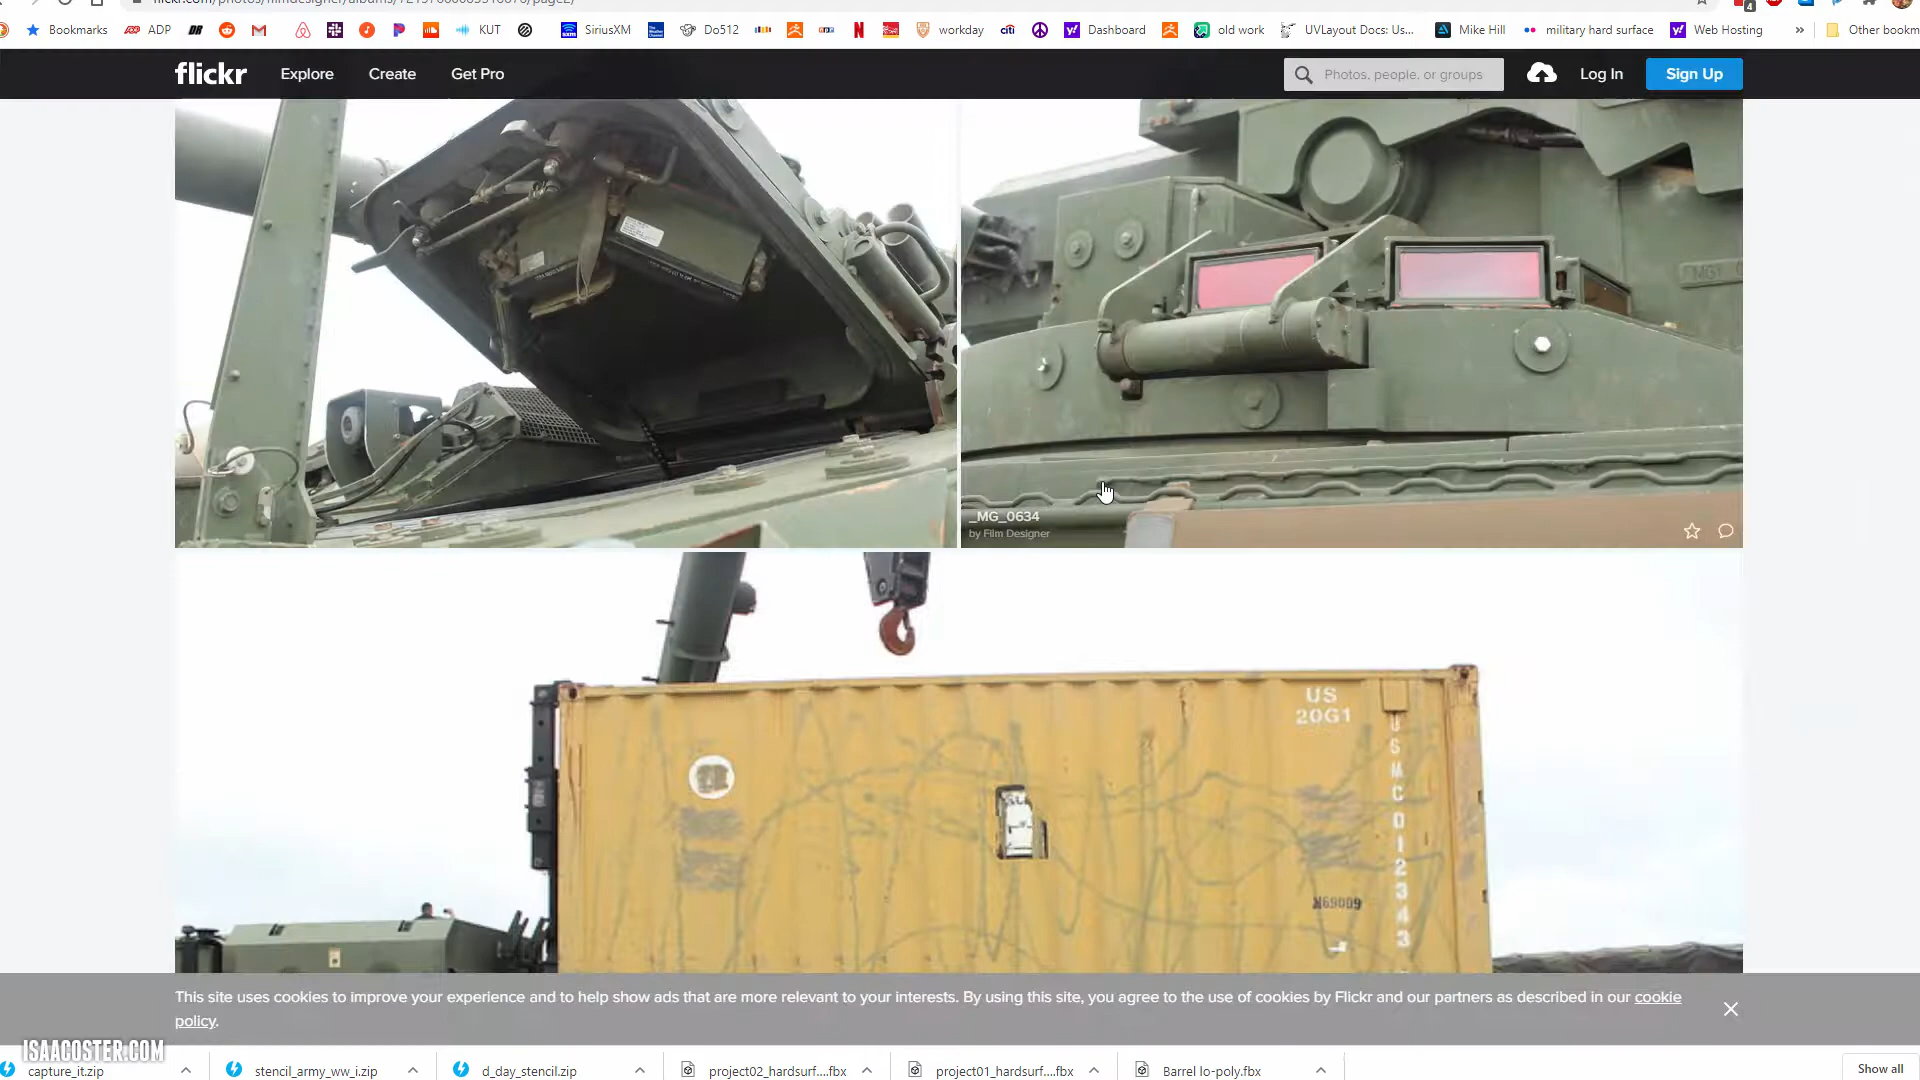 Bookmarks
ADP
KUT
SiriusXM
Do512
workday
citi
Dashboard
old work
UVLayout Docs: Us...
Mike Hill
military hard surface
Web Hosting
»
Other bookm
flickr
Explore
Create
Get Pro
Photos, people, or groups
Log In
Sign Up
_MG_0634
by Film Designer
US
20G1
USMC012343
N69009
This site uses cookies to improve your experience and to help show ads that are more relevant to your interests. By using this site, you agree to the use of cookies by Flickr and our partners as described in our cookie
policy.
ISAACOSTER.COM
capture_it.zip
stencil_army_ww_i.zip
d_day_stencil.zip
project02_hardsurf....fbx
project01_hardsurf....fbx
Barrel lo-poly.fbx
Show all